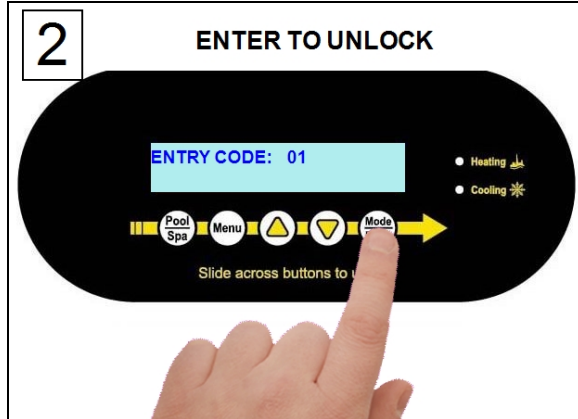 2
ENTER TO UNLOCK
ENTRY CODE: 01
Heating
Cooling
Pool
Spa
Menu
Mode
Slide across buttons to